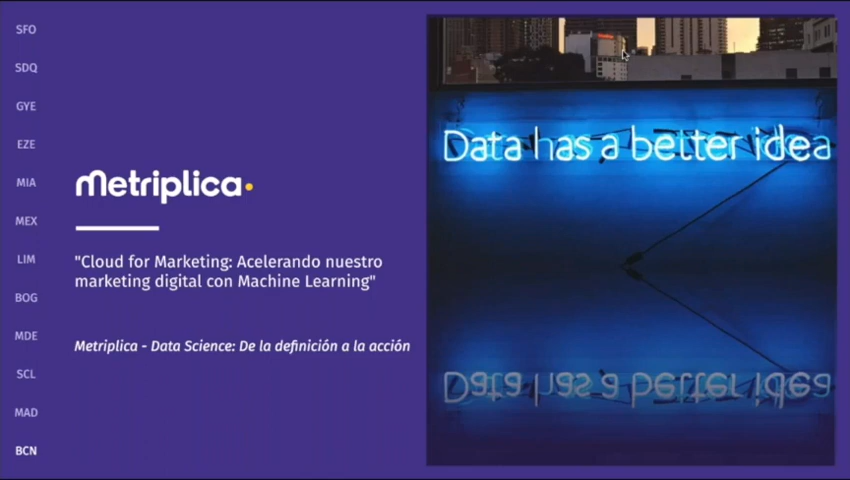 SFO
SDQ
GYE
EZE
MIA
MEX
LIM
BOG
MDE
SCL
MAD
BCN
metriplica
"Cloud for Marketing: Acelerando nuestro
marketing digital con Machine Learning"
Metriplica - Data Science: De la definición a la acción
Data has a better idea
Data has a better idea